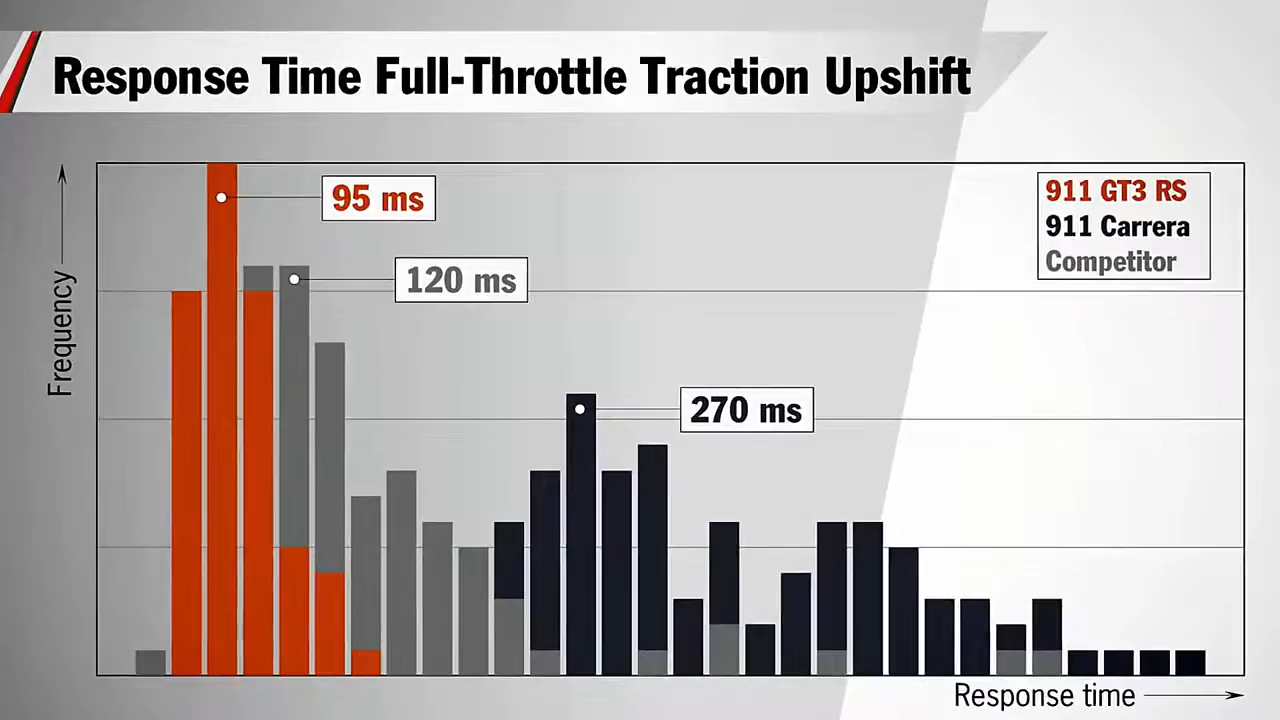 Response Time Full-Throttle Traction Upshift
95 ms
911 GT3 RS
911 Carrera
Competitor
120 ms
Frequency
270 ms
Response time